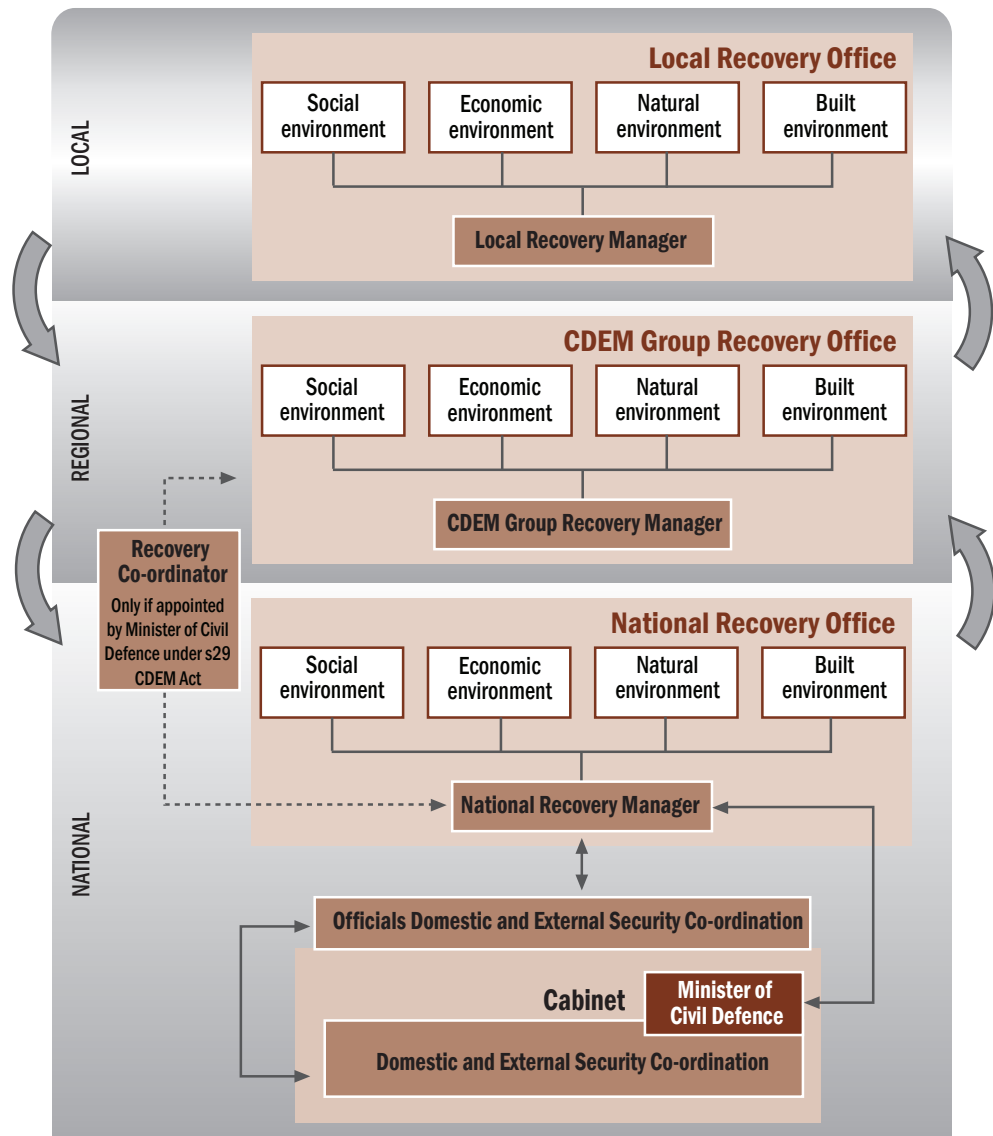 LOCAL
Local Recovery Office
Social
environment
Economic
environment
Natural
environment
Built
environment
Local Recovery Manager
REGIONAL
CDEM Group Recovery Office
Social
environment
Economic
environment
Natural
environment
Built
environment
CDEM Group Recovery Manager
Recovery
Co-ordinator
Only if appointed
by Minister of Civil
Defence under s29
CDEM Act
NATIONAL
National Recovery Office
Social
environment
Economic
environment
Natural
environment
Built
environment
National Recovery Manager
Officials Domestic and External Security Co-ordination
Cabinet
Minister of
Civil Defence
Domestic and External Security Co-ordination